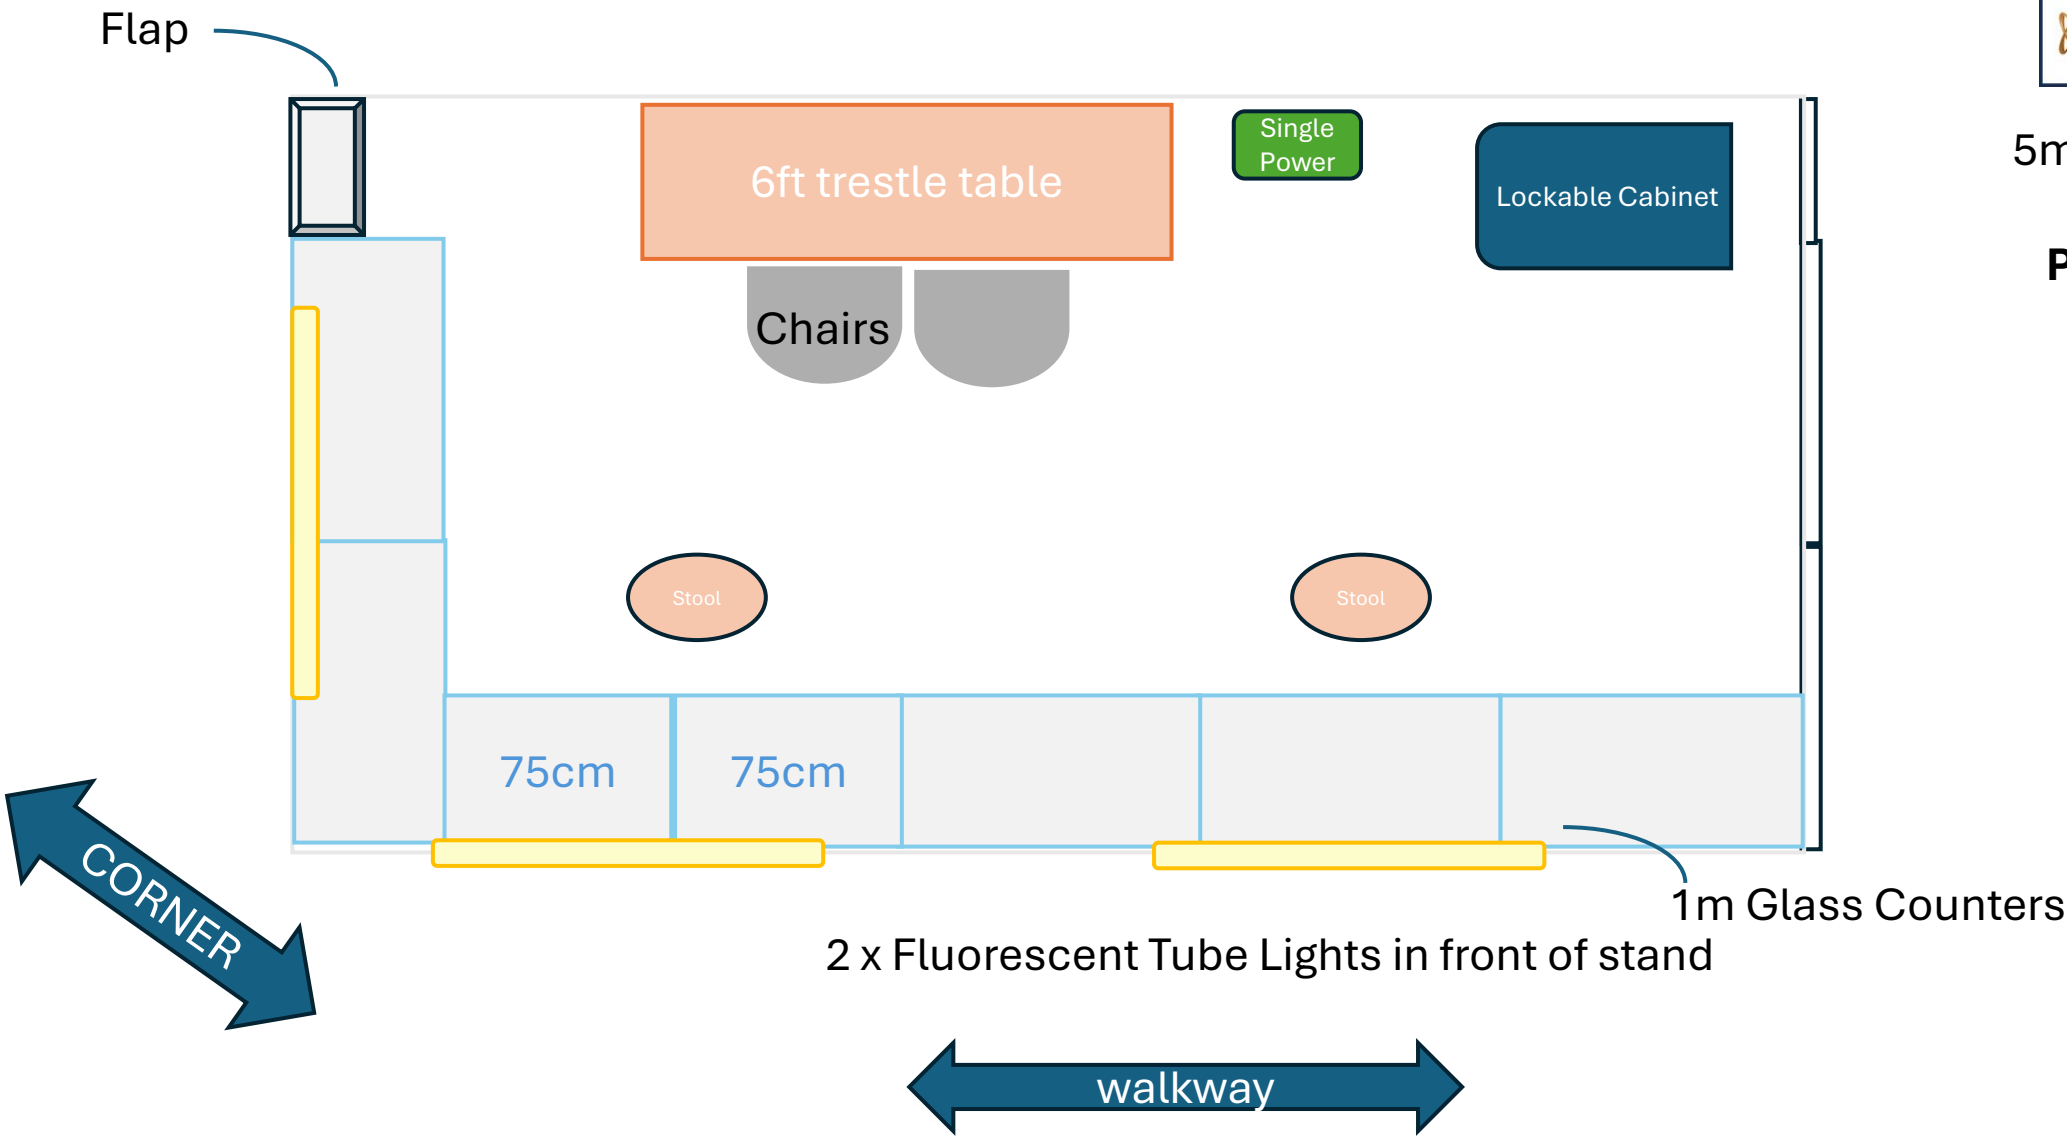 Flap
5m
P
6ft trestle table
Single
Power
Lockable Cabinet
Chairs
Stool
Stool
75cm
75cm
CORNER
1m Glass Counters
2 x Fluorescent Tube Lights in front of stand
walkway